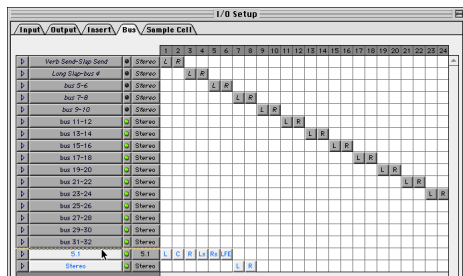 I/O Setup
Input Output Insert Bus Sample Cell
1 2 3 4 5 6 7 8 9 10 11 12 13 14 15 16 17 18 19 20 21 22 23 24
Verb Send-Slap Send Stereo L R
Long Slap-bus 4 Stereo L R
bus 5-6 Stereo L R
bus 7-8 Stereo L R
bus 9-10 Stereo L R
bus 11-12 Stereo L R
bus 13-14 Stereo L R
bus 15-16 Stereo L R
bus 17-18 Stereo L R
bus 19-20 Stereo L R
bus 21-22 Stereo L R
bus 23-24 Stereo L R
bus 25-26 Stereo
bus 27-28 Stereo
bus 29-30 Stereo
bus 31-32 Stereo
5.1 5.1 L C R Ls Rs LFE
Stereo Stereo L R